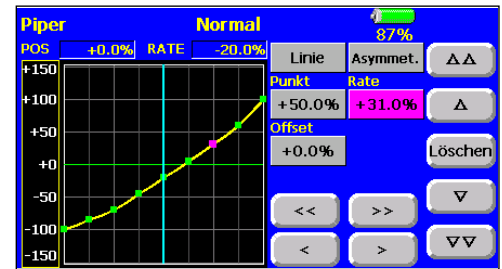 Piper Normal 87%
POS +0.0% RATE -20.0%
Linie Asymmet.
Punkt Rate
+50.0% +31.0%
Offset
+0.0%
Löschen
+150
+100
+50
+0
-50
-100
-150
<< >>
< >